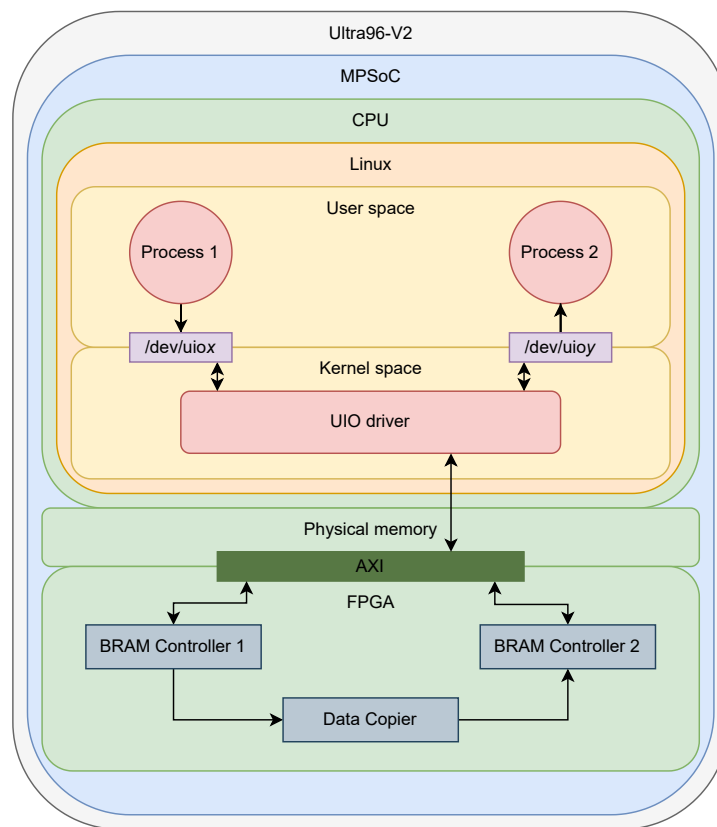 Ultra96-V2
MPSoC
CPU
Linux
User space
Process 1
Process 2
/dev/uiox
/dev/uioy
Kernel space
UIO driver
Physical memory
AXI
FPGA
BRAM Controller 1
BRAM Controller 2
Data Copier